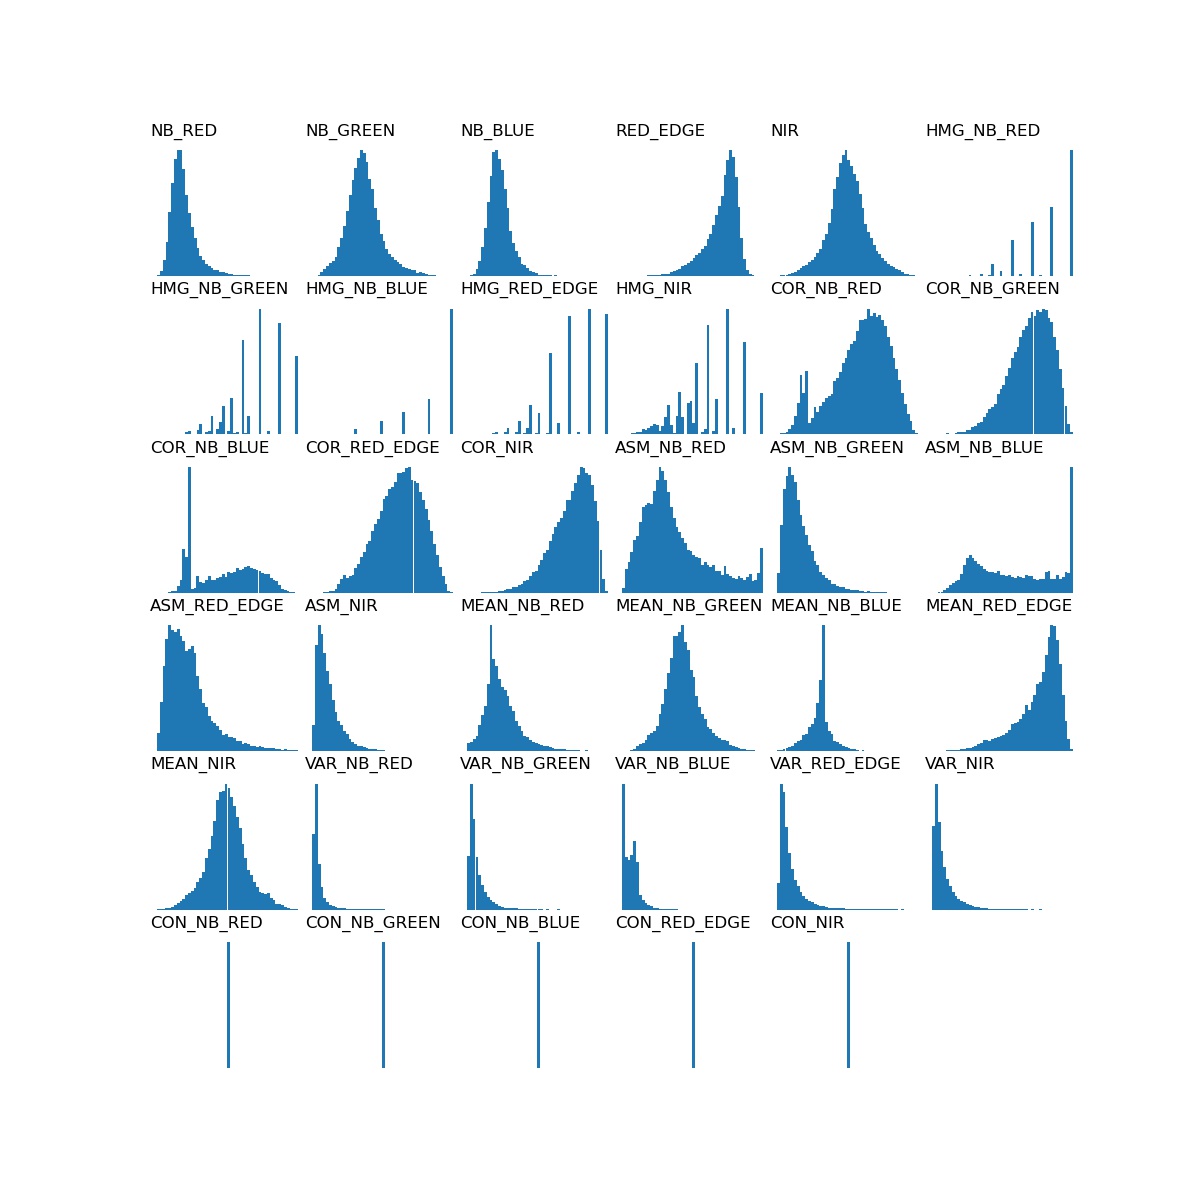 NB_RED NB_GREEN NB_BLUE RED_EDGE NIR HMG_NB_RED
HMG_NB_GREEN HMG_NB_BLUE HMG_RED_EDGE HMG_NIR COR_NB_RED COR_NB_GREEN
COR_NB_BLUE COR_RED_EDGE COR_NIR ASM_NB_RED ASM_NB_GREEN ASM_NB_BLUE
ASM_RED_EDGE ASM_NIR MEAN_NB_RED MEAN_NB_GREEN MEAN_NB_BLUE MEAN_RED_EDGE
MEAN_NIR VAR_NB_RED VAR_NB_GREEN VAR_NB_BLUE VAR_RED_EDGE VAR_NIR
CON_NB_RED CON_NB_GREEN CON_NB_BLUE CON_RED_EDGE CON_NIR